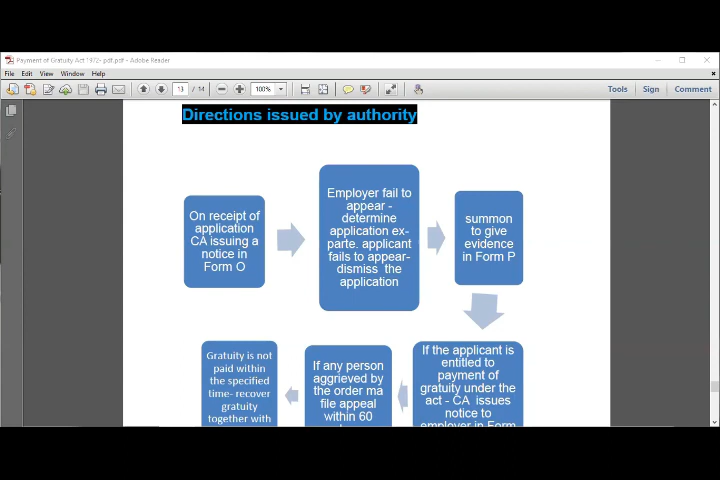 Payment of Gratuity Act 1972- pdf.pdf - Adobe Reader
File Edit View Window Help
13 / 14
100%
Tools Sign Comment
Directions issued by authority
On receipt of
application
CA issuing a
notice in
Form O
Employer fail to
appear -
determine
application ex-
parte. applicant
fails to appear-
dismiss the
application
summon
to give
evidence
in Form P
If the applicant is
entitled to
payment of
gratuity under the
act - CA issues
notice to
employer in Form
If any person
aggrieved by
the order ma
file appeal
within 60
Gratuity is not
paid within
the specified
time- recover
gratuity
together with